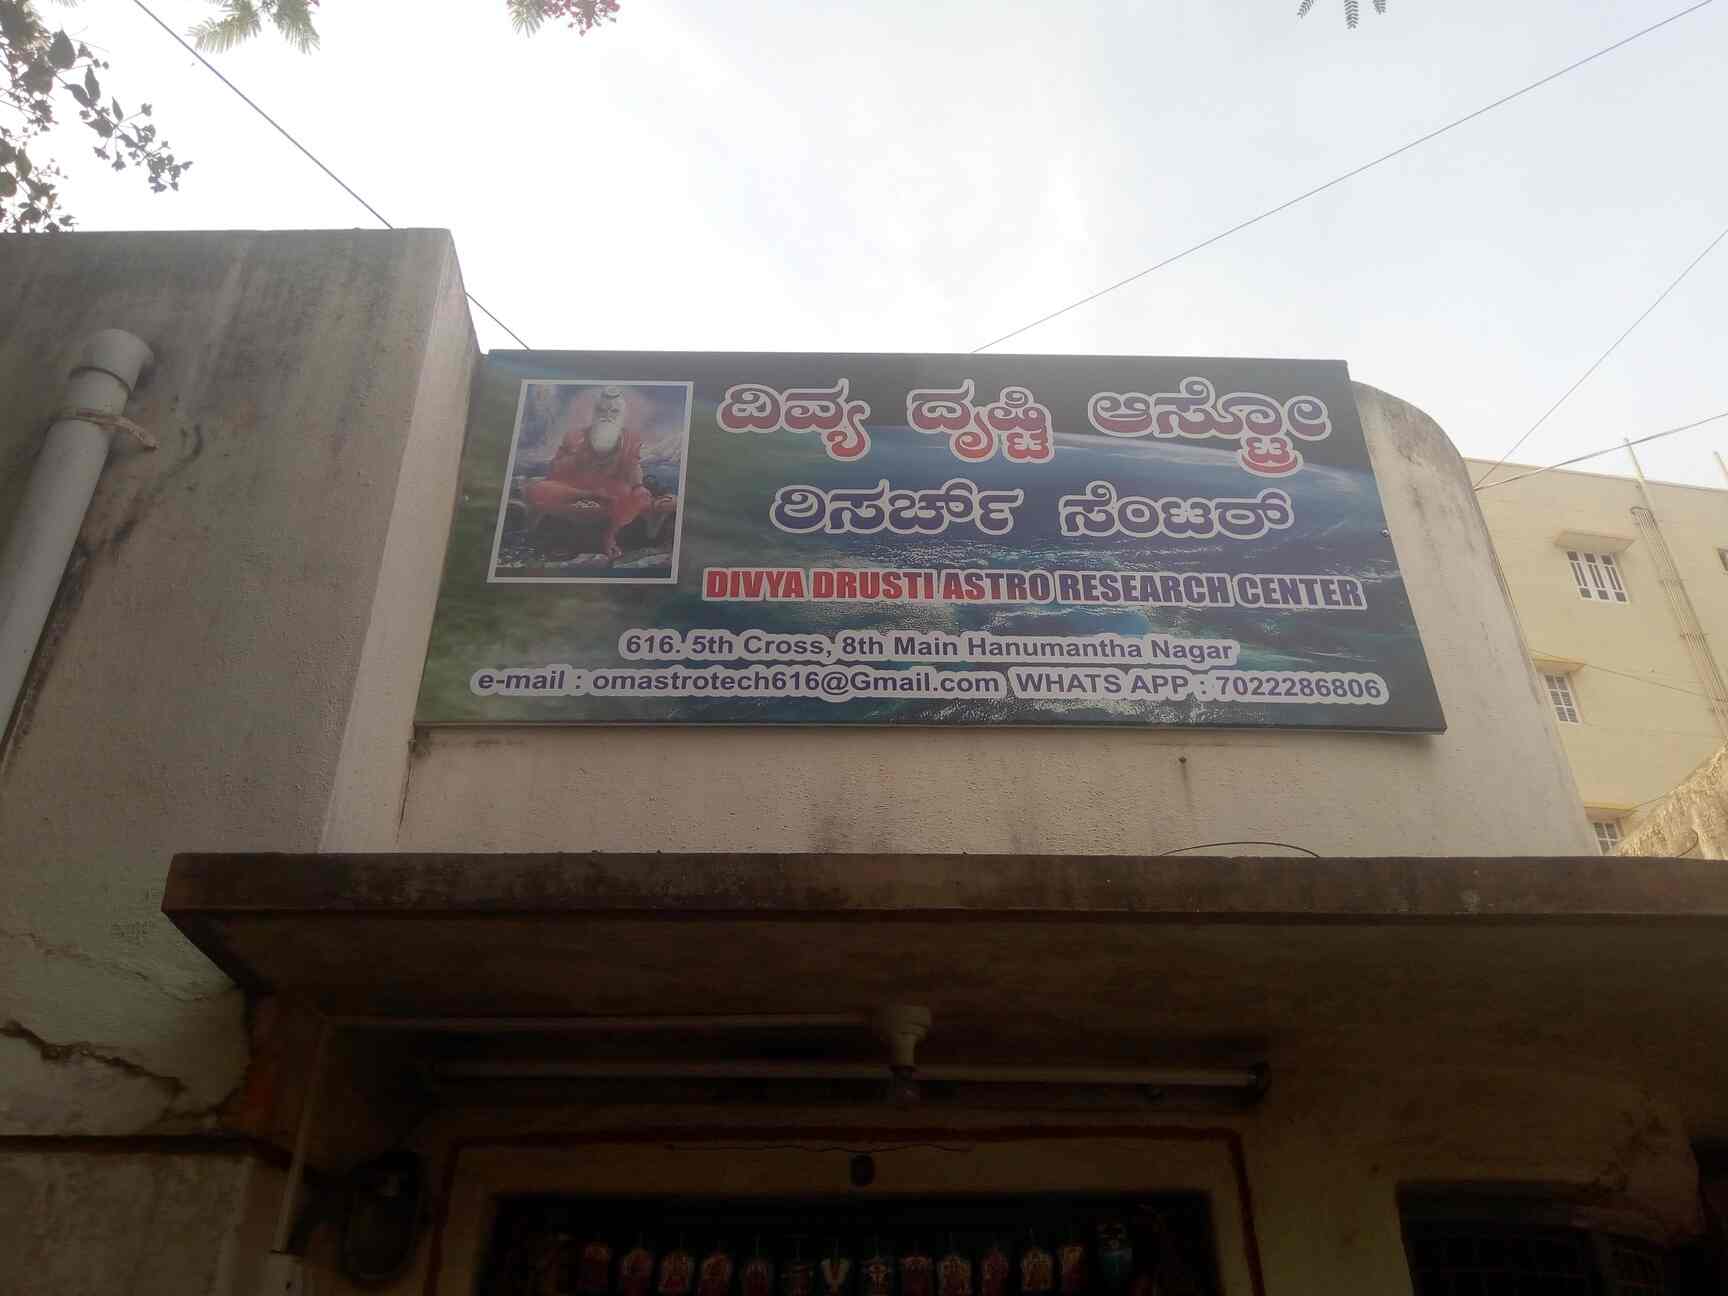 ದಿವ್ಯ ದೃಷ್ಟಿ ಆಸ್ಟ್ರೋ
ರಿಸರ್ಚ್ ಸೆಂಟರ್
DIVYA DRUSTI ASTRO RESEARCH CENTER
616. 5th Cross, 8th Main Hanumantha Nagar
e-mail : omastrotech616@Gmail.com WHATS APP : 7022286806